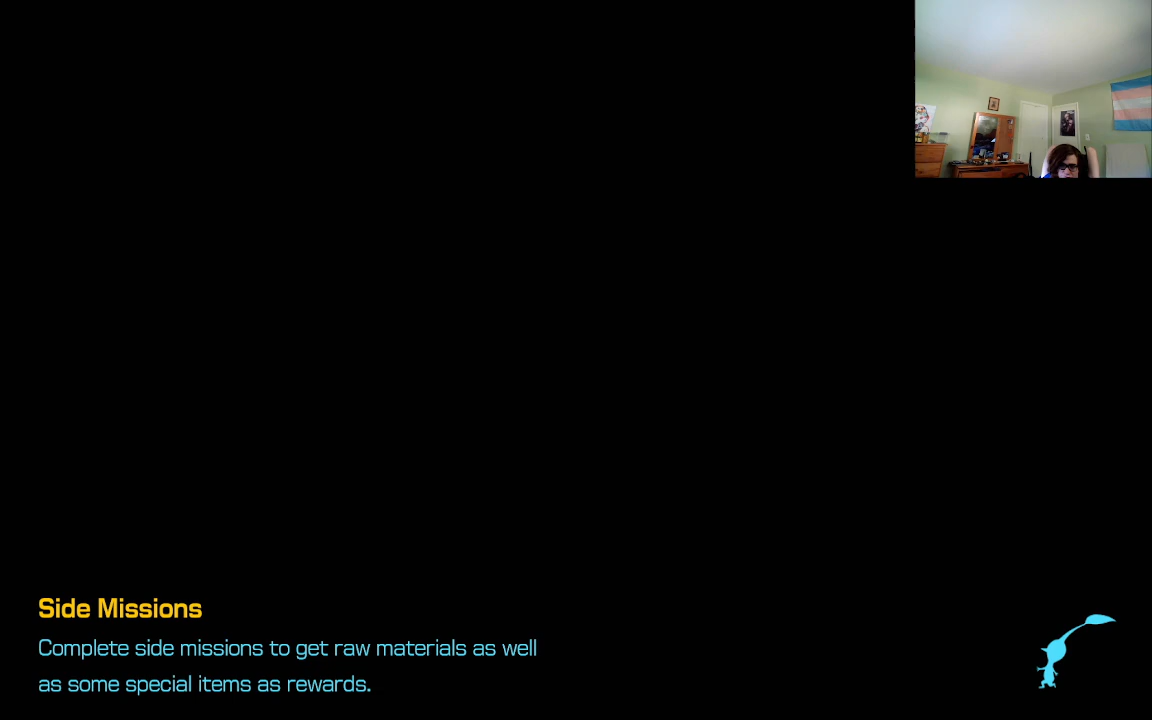 Side Missions
Complete side missions to get raw materials as well
as some special items as rewards.